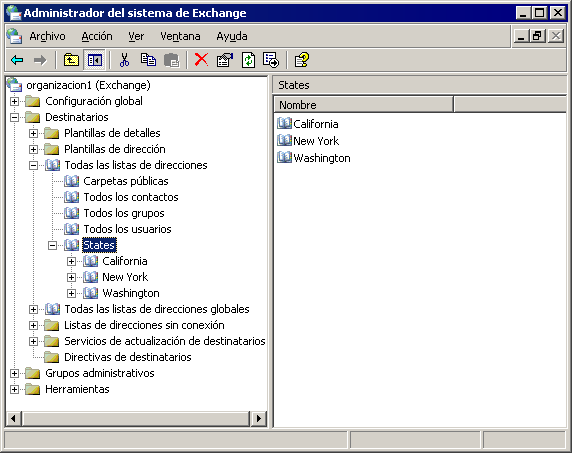 Administrador del sistema de Exchange
Archivo Acción Ver Ventana Ayuda
organizacion1 (Exchange)
Configuración global
Destinatarios
Plantillas de detalles
Plantillas de dirección
Todas las listas de direcciones
Carpetas públicas
Todos los contactos
Todos los grupos
Todos los usuarios
States
California
New York
Washington
Todas las listas de direcciones globales
Listas de direcciones sin conexión
Servicios de actualización de destinatarios
Directivas de destinatarios
Grupos administrativos
Herramientas
States
Nombre
California
New York
Washington